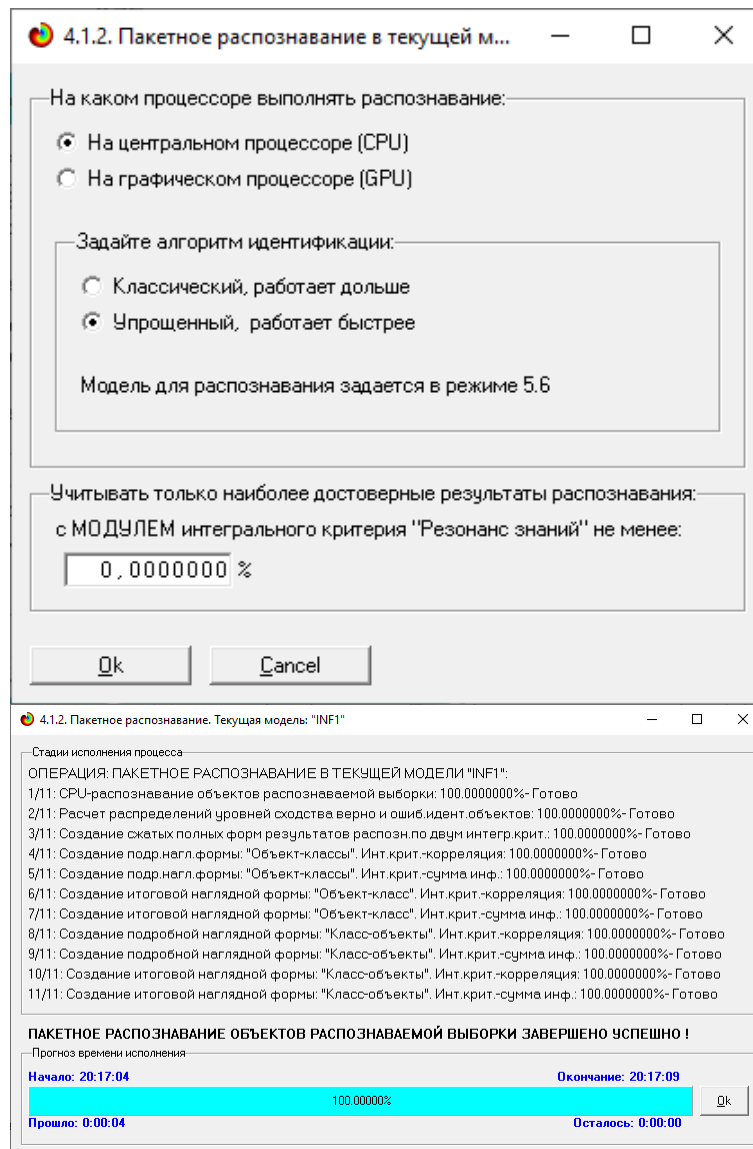 4.1.2. Пакетное распознавание в текущей м...
На каком процессоре выполнять распознавание:
На центральном процессоре (CPU)
На графическом процессоре (GPU)
Задайте алгоритм идентификации:
Классический, работает дольше
Упрощенный, работает быстрее
Модель для распознавания задается в режиме 5.6
Учитывать только наиболее достоверные результаты распознавания:
с МОДУЛЕМ интегрального критерия "Резонанс знаний" не менее:
0,0000000 %
Ok Cancel
4.1.2. Пакетное распознавание. Текущая модель: "INF1"
Стадии исполнения процесса
ОПЕРАЦИЯ: ПАКЕТНОЕ РАСПОЗНАВАНИЕ В ТЕКУЩЕЙ МОДЕЛИ "INF1":
1/11: CPU-распознавание объектов распознаваемой выборки: 100.0000000%- Готово
2/11: Расчет распределений уровней сходства верно и ошиб.идент.объектов: 100.0000000%- Готово
3/11: Создание сжатых полных форм результатов распозн.по двум интегр.крит.: 100.0000000%- Готово
4/11: Создание подр.нагл.формы: "Объект-классы". Инт.крит.-корреляция: 100.0000000%- Готово
5/11: Создание подр.нагл.формы: "Объект-классы". Инт.крит.-сумма инф.: 100.0000000%- Готово
6/11: Создание итоговой наглядной формы: "Объект-класс". Инт.крит.-корреляция: 100.0000000%- Готово
7/11: Создание итоговой наглядной формы: "Объект-класс". Инт.крит.-сумма инф.: 100.0000000%- Готово
8/11: Создание подробной наглядной формы: "Класс-объекты". Инт.крит.-корреляция: 100.0000000%- Готово
9/11: Создание подробной наглядной формы: "Класс-объекты". Инт.крит.-сумма инф.: 100.0000000%- Готово
10/11: Создание итоговой наглядной формы: "Класс-объекты". Инт.крит.-корреляция: 100.0000000%- Готово
11/11: Создание итоговой наглядной формы: "Класс-объекты". Инт.крит.-сумма инф.: 100.0000000%- Готово
ПАКЕТНОЕ РАСПОЗНАВАНИЕ ОБЪЕКТОВ РАСПОЗНАВАЕМОЙ ВЫБОРКИ ЗАВЕРШЕНО УСПЕШНО !
Прогноз времени исполнения
Начало: 20:17:04 Окончание: 20:17:09
100.00000% Ok
Прошло: 0:00:04 Осталось: 0:00:00